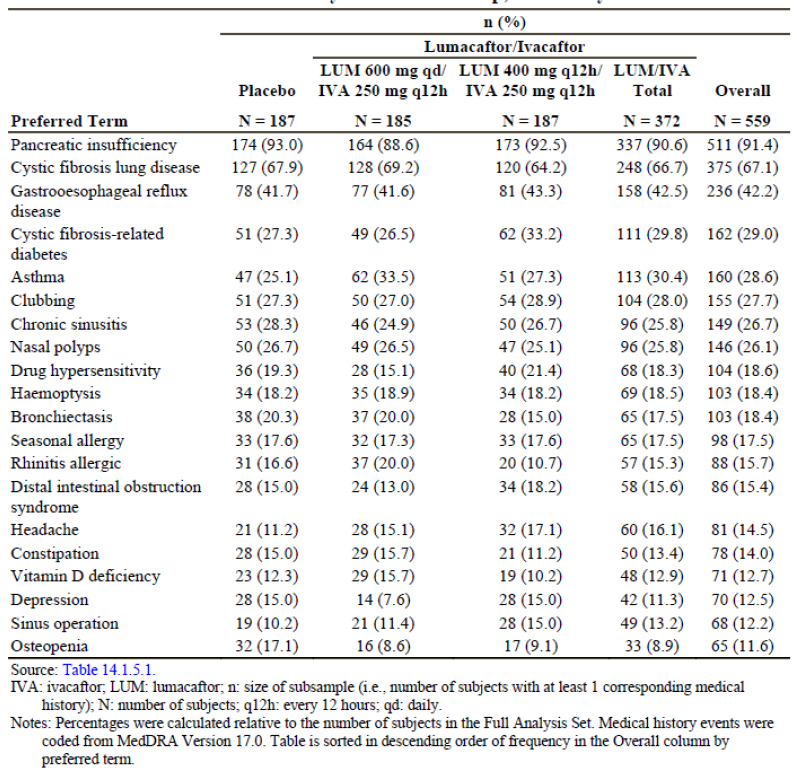 n (%)
Lumacaftor/Ivacaftor
LUM 600 mg qd/ LUM 400 mg q12h/ LUM/IVA
Placebo IVA 250 mg q12h IVA 250 mg q12h Total Overall
Preferred Term N = 187 N = 185 N = 187 N = 372 N = 559
Pancreatic insufficiency 174 (93.0) 164 (88.6) 173 (92.5) 337 (90.6) 511 (91.4)
Cystic fibrosis lung disease 127 (67.9) 128 (69.2) 120 (64.2) 248 (66.7) 375 (67.1)
Gastrooesophageal reflux 78 (41.7) 77 (41.6) 81 (43.3) 158 (42.5) 236 (42.2)
disease
Cystic fibrosis-related 51 (27.3) 49 (26.5) 62 (33.2) 111 (29.8) 162 (29.0)
diabetes
Asthma 47 (25.1) 62 (33.5) 51 (27.3) 113 (30.4) 160 (28.6)
Clubbing 51 (27.3) 50 (27.0) 54 (28.9) 104 (28.0) 155 (27.7)
Chronic sinusitis 53 (28.3) 46 (24.9) 50 (26.7) 96 (25.8) 149 (26.7)
Nasal polyps 50 (26.7) 49 (26.5) 47 (25.1) 96 (25.8) 146 (26.1)
Drug hypersensitivity 36 (19.3) 28 (15.1) 40 (21.4) 68 (18.3) 104 (18.6)
Haemoptysis 34 (18.2) 35 (18.9) 34 (18.2) 69 (18.5) 103 (18.4)
Bronchiectasis 38 (20.3) 37 (20.0) 28 (15.0) 65 (17.5) 103 (18.4)
Seasonal allergy 33 (17.6) 32 (17.3) 33 (17.6) 65 (17.5) 98 (17.5)
Rhinitis allergic 31 (16.6) 37 (20.0) 20 (10.7) 57 (15.3) 88 (15.7)
Distal intestinal obstruction 28 (15.0) 24 (13.0) 34 (18.2) 58 (15.6) 86 (15.4)
syndrome
Headache 21 (11.2) 28 (15.1) 32 (17.1) 60 (16.1) 81 (14.5)
Constipation 28 (15.0) 29 (15.7) 21 (11.2) 50 (13.4) 78 (14.0)
Vitamin D deficiency 23 (12.3) 29 (15.7) 19 (10.2) 48 (12.9) 71 (12.7)
Depression 28 (15.0) 14 (7.6) 28 (15.0) 42 (11.3) 70 (12.5)
Sinus operation 19 (10.2) 21 (11.4) 28 (15.0) 49 (13.2) 68 (12.2)
Osteopenia 32 (17.1) 16 (8.6) 17 (9.1) 33 (8.9) 65 (11.6)
Source: Table 14.1.5.1.
IVA: ivacaftor; LUM: lumacaftor; n: size of subsample (i.e., number of subjects with at least 1 corresponding medical
history); N: number of subjects; q12h: every 12 hours; qd: daily.
Notes: Percentages were calculated relative to the number of subjects in the Full Analysis Set. Medical history events were
coded from MedDRA Version 17.0. Table is sorted in descending order of frequency in the Overall column by
preferred term.